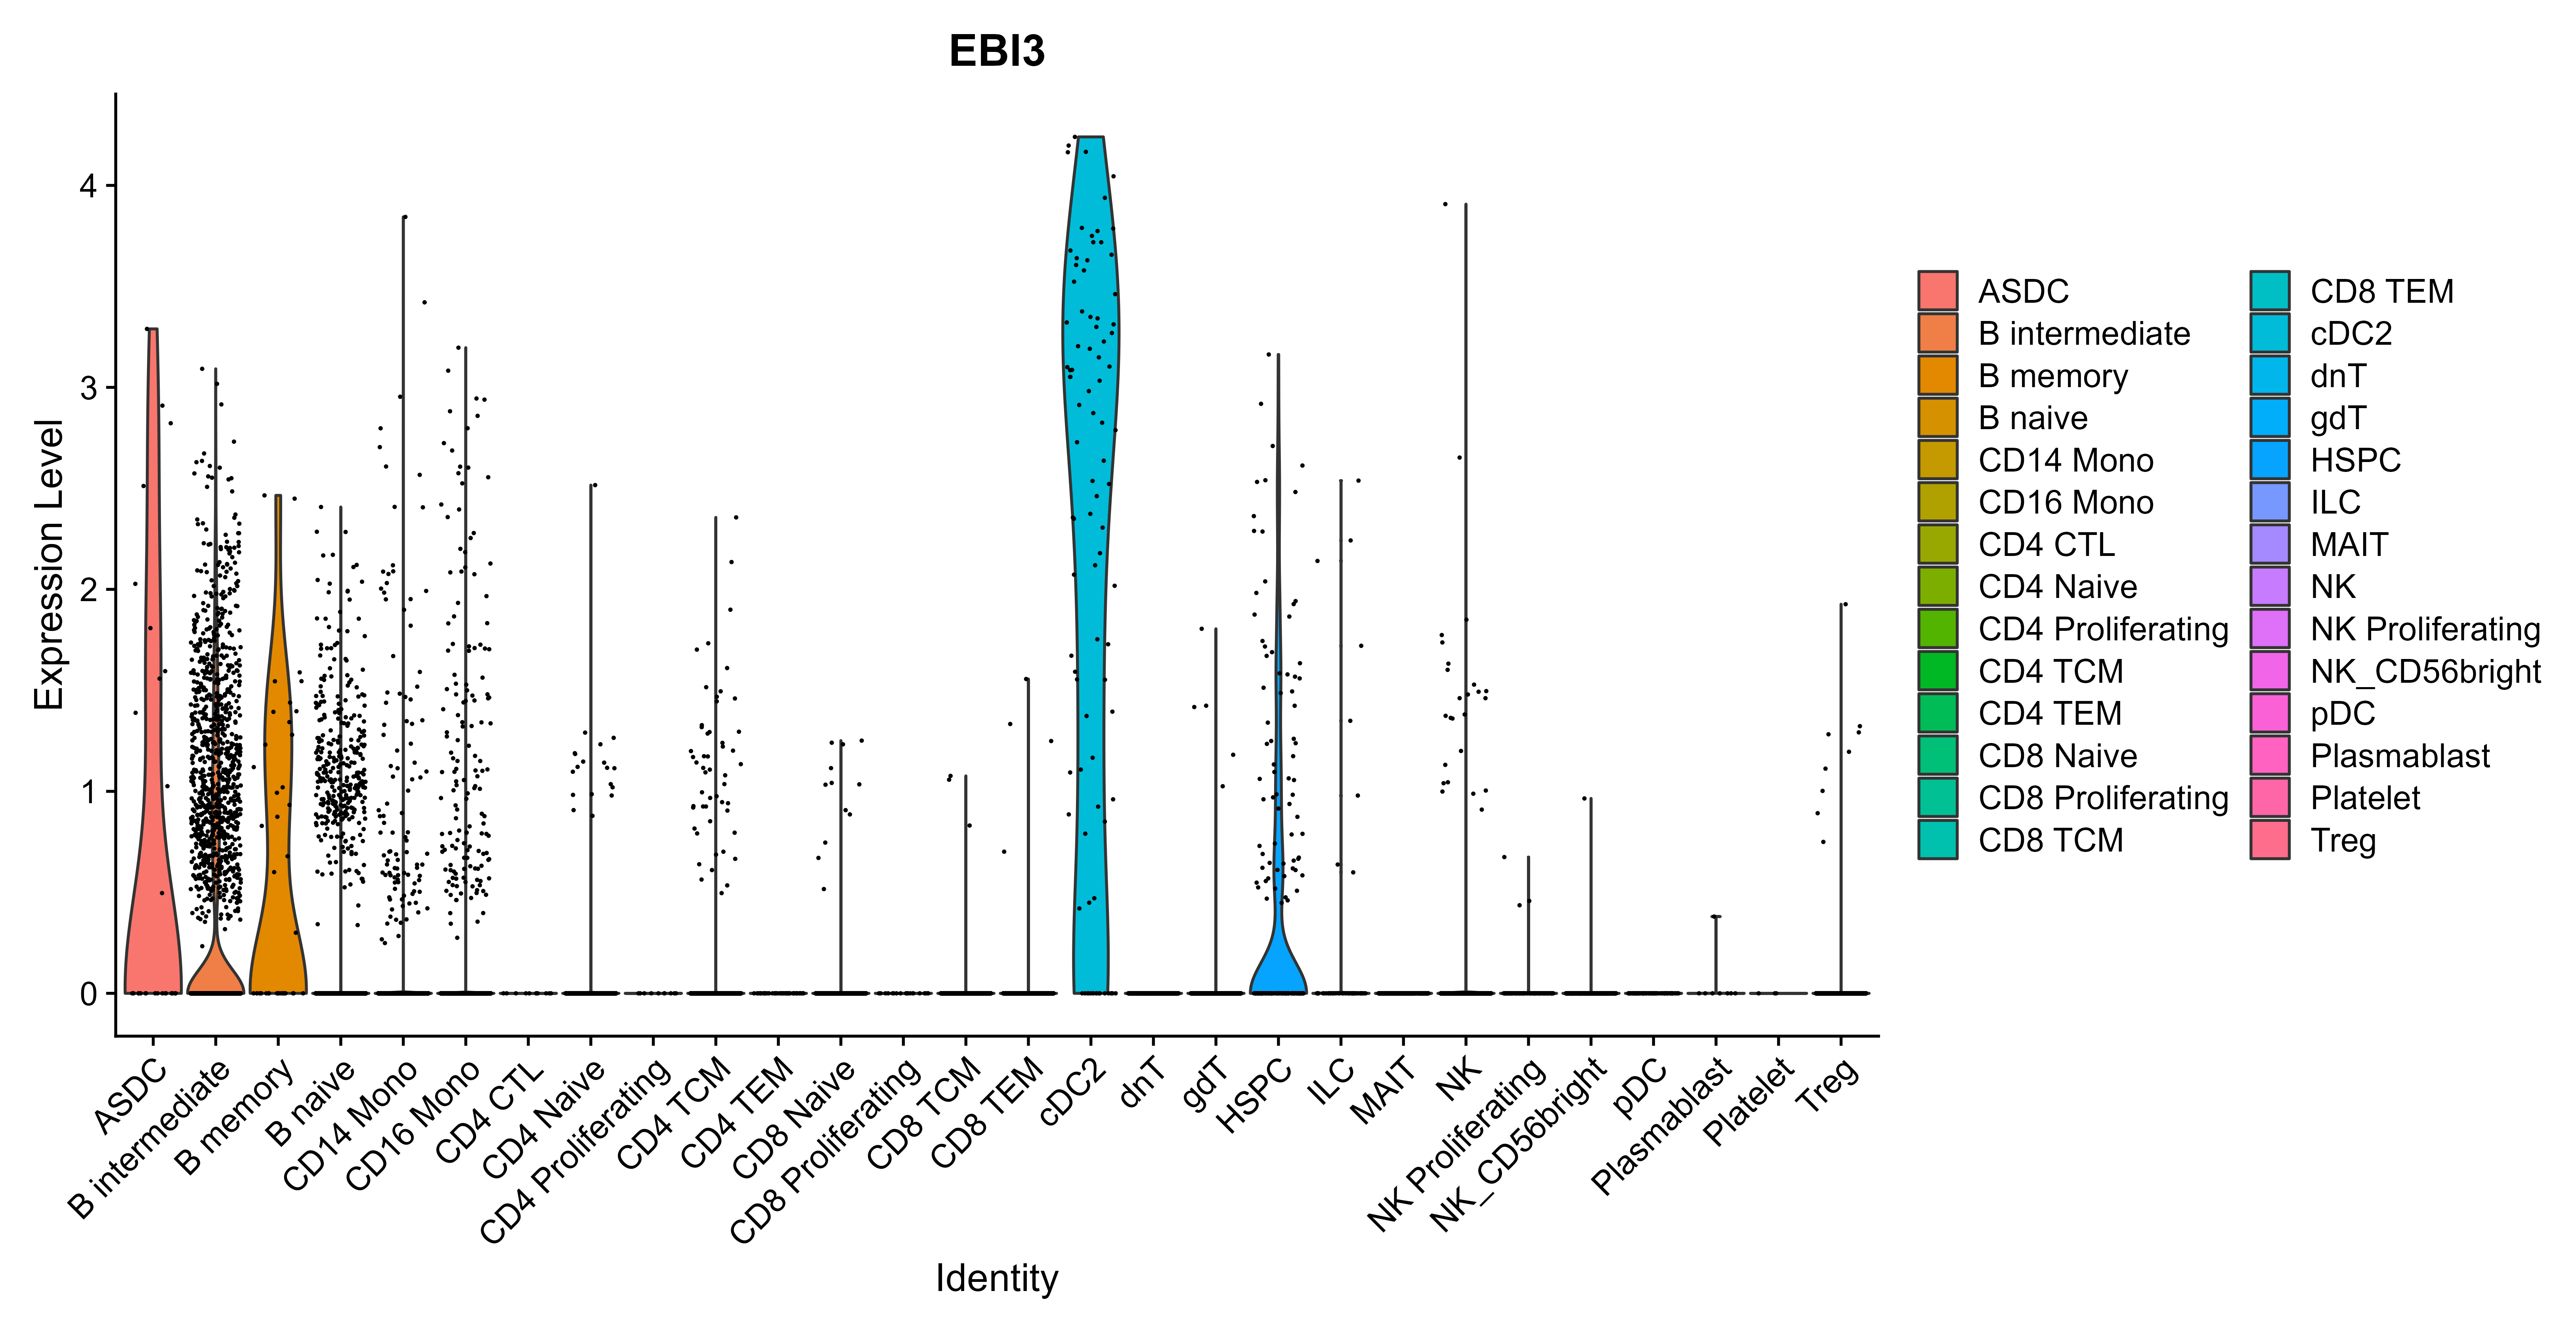 EBI3
Expression Level
4
3
2
1
0
ASDC
B intermediate
B memory
B naive
CD14 Mono
CD16 Mono
CD4 CTL
CD4 Naive
CD4 Proliferating
CD4 TCM
CD4 TEM
CD8 Naive
CD8 Proliferating
CD8 TCM
CD8 TEM
cDC2
dnT
gdT
HSPC
ILC
MAIT
NK
NK Proliferating
NK_CD56bright
pDC
Plasmablast
Platelet
Treg
Identity
ASDC
B intermediate
B memory
B naive
CD14 Mono
CD16 Mono
CD4 CTL
CD4 Naive
CD4 Proliferating
CD4 TCM
CD4 TEM
CD8 Naive
CD8 Proliferating
CD8 TCM
CD8 TEM
cDC2
dnT
gdT
HSPC
ILC
MAIT
NK
NK Proliferating
NK_CD56bright
pDC
Plasmablast
Platelet
Treg